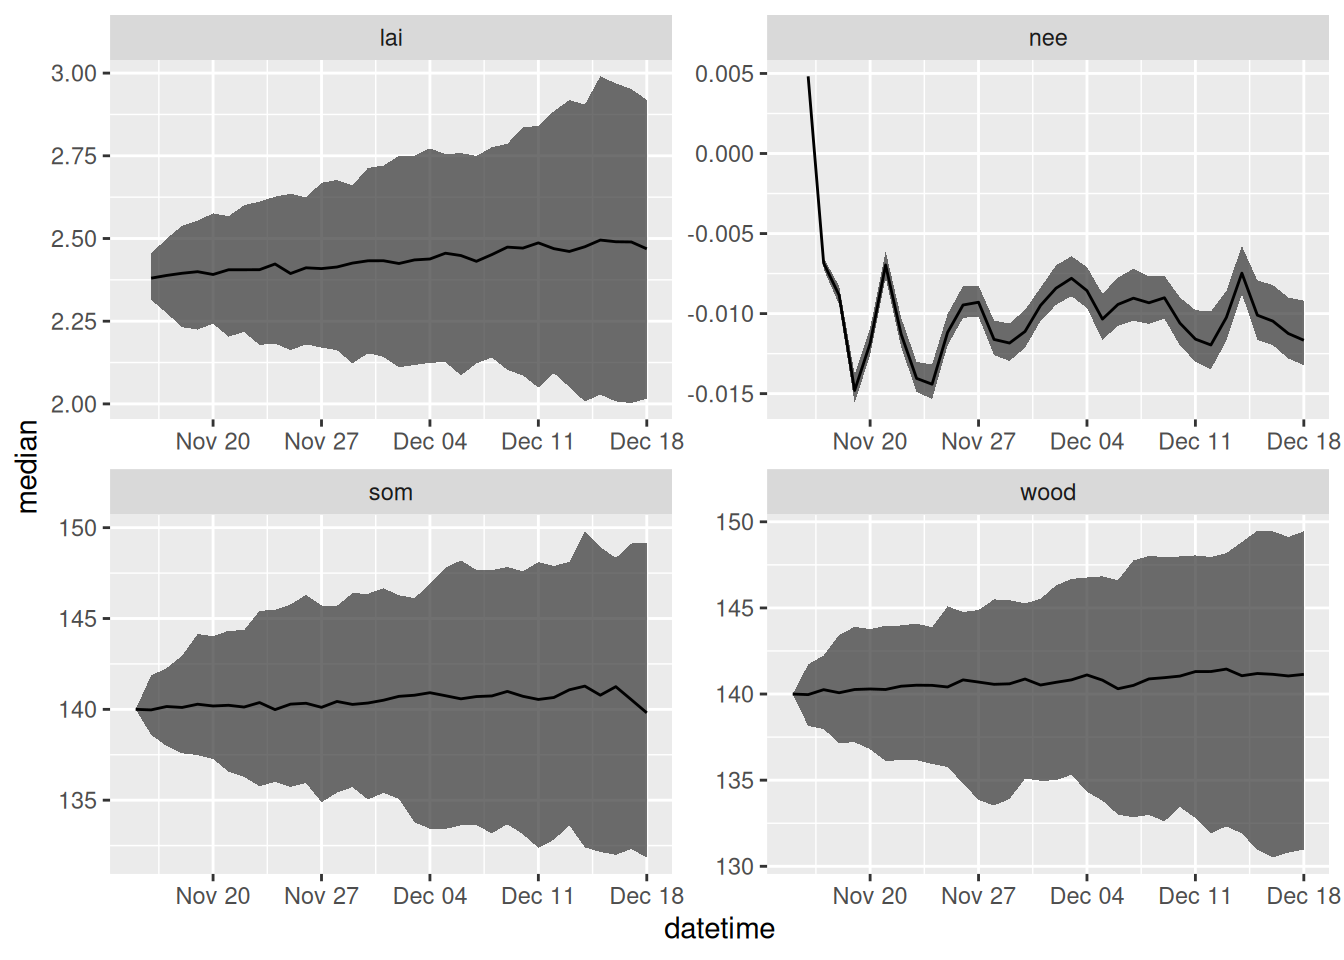 lai
nee
3.00
2.75
2.50
2.25
2.00
0.005
0.000
-0.005
-0.010
-0.015
Nov 20 Nov 27 Dec 04 Dec 11 Dec 18
Nov 20 Nov 27 Dec 04 Dec 11 Dec 18
median
som
wood
150
145
140
135
150
145
140
135
130
Nov 20 Nov 27 Dec 04 Dec 11 Dec 18
Nov 20 Nov 27 Dec 04 Dec 11 Dec 18
datetime